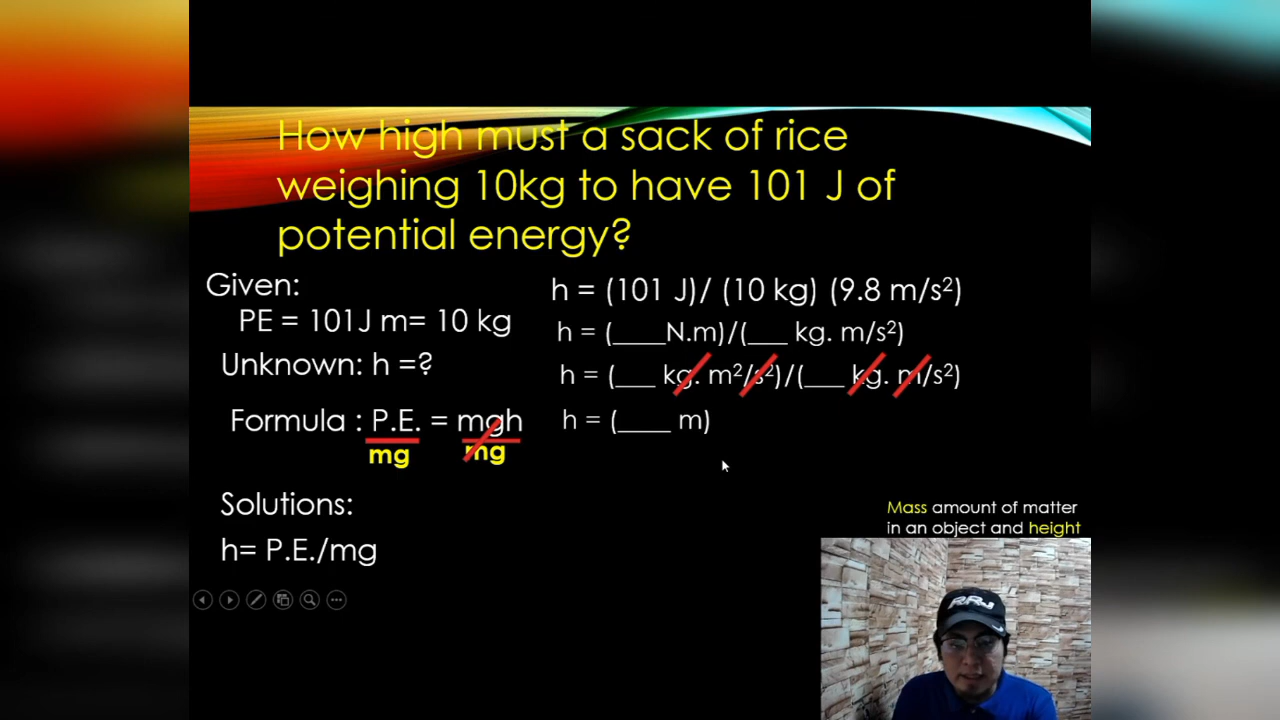 How high must a sack of rice
weighing 10kg to have 101 J of
potential energy?
Given:
PE = 101J m= 10 kg
Unknown: h =?
Formula : P.E. = mgh
mg mg
Solutions:
h= P.E./mg
h = (101 J)/ (10 kg) (9.8 m/s²)
h = (____N.m)/(___ kg. m/s²)
h = (___ kg. m²/s²)/(___ kg. m/s²)
h = (____ m)
Mass amount of matter
in an object and height
RRJ